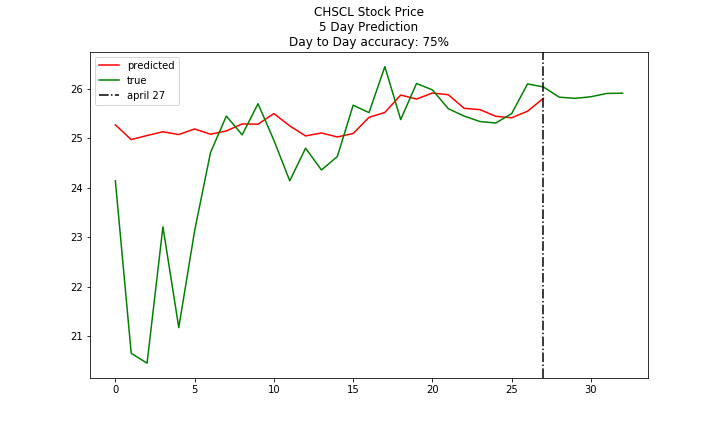 CHSCL Stock Price
5 Day Prediction
Day to Day accuracy: 75%
predicted
true
april 27
26
25
24
23
22
21
0 5 10 15 20 25 30